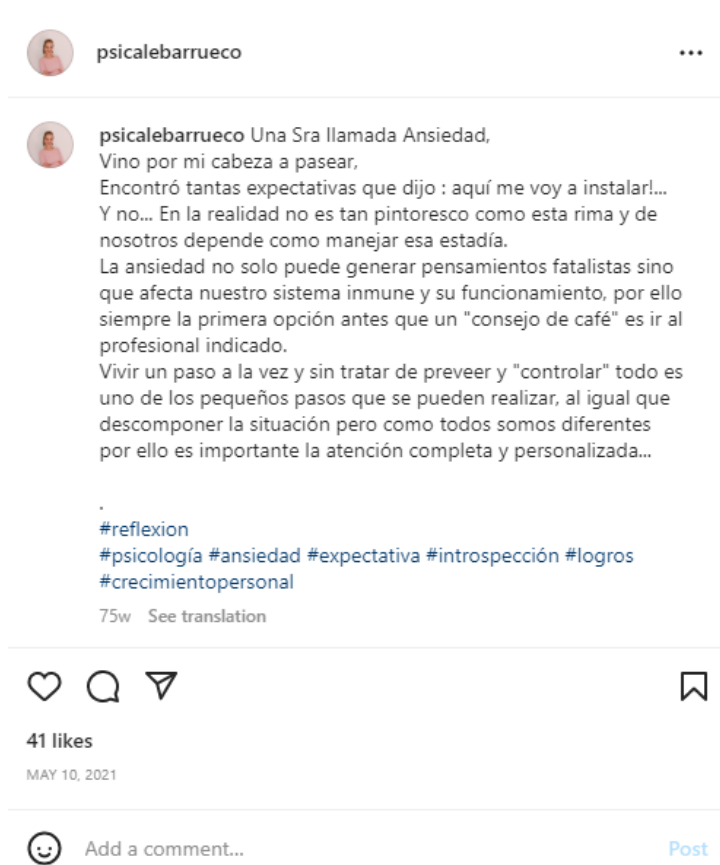 psicalebarrueco
psicalebarrueco Una Sra llamada Ansiedad,
Vino por mi cabeza a pasear,
Encontró tantas expectativas que dijo : aquí me voy a instalar!...
Y no... En la realidad no es tan pintoresco como esta rima y de
nosotros depende como manejar esa estadía.
La ansiedad no solo puede generar pensamientos fatalistas sino
que afecta nuestro sistema inmune y su funcionamiento, por ello
siempre la primera opción antes que un "consejo de café" es ir al
profesional indicado.
Vivir un paso a la vez y sin tratar de preveer y "controlar" todo es
uno de los pequeños pasos que se pueden realizar, al igual que
descomponer la situación pero como todos somos diferentes
por ello es importante la atención completa y personalizada...
.
#reflexion
#psicología #ansiedad #expectativa #introspección #logros
#crecimientopersonal
75w See translation
41 likes
MAY 10, 2021
Add a comment... Post